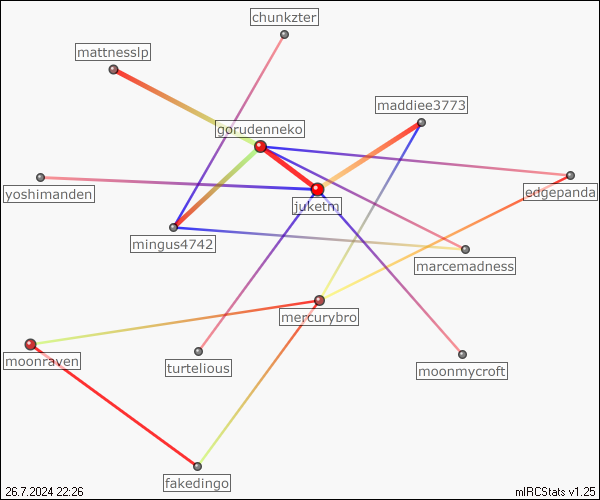 chunkzter
mattnesslp
maddiee3773
gørudenneko
yoshimanden
edgepanda
juketm
mingus4742
marcemadness
mercurybro
moonraven
turtelious
moonmycroft
fakedingo
26.7.2024 22:26
mIRCStats v1.25